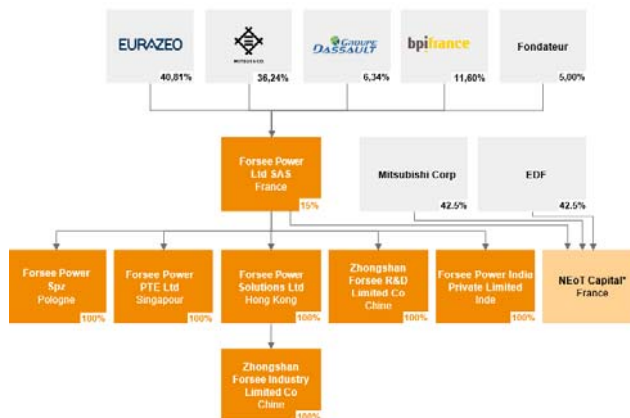 EURAZEO
MITSUI & CO.
GROUPE DASSAULT
bpifrance
Fondateur
40,81%
36,24%
6,34%
11,60%
5,00%
Forsee Power
Ltd SAS
France
15%
Mitsubishi Corp
42.5%
EDF
42.5%
Forsee Power
Spz
Pologne
100%
Forsee Power
PTE Ltd
Singapour
100%
Forsee Power
Solutions Ltd
Hong Kong
100%
Zhongshan
Forsee R&D
Limited Co
Chine
100%
Forsee Power India
Private Limited
Inde
100%
NEoT Capital*
France
Zhongshan
Forsee Industry
Limited Co
Chine
100%